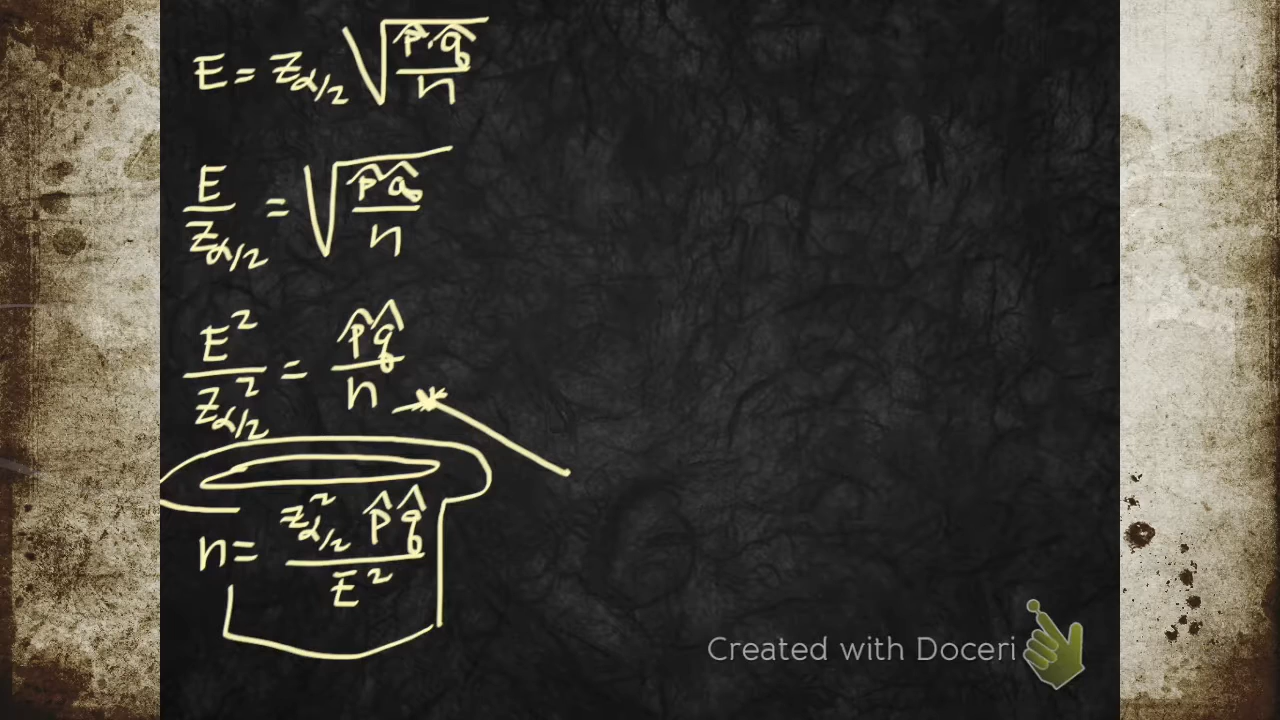 E = z_{α/2} √(p̂·q̂ / n)
E / z_{α/2} = √(p̂q̂ / n)
E² / z²_{α/2} = p̂q̂ / n
n = z²_{α/2} p̂ q̂ / E²
Created with Doceri